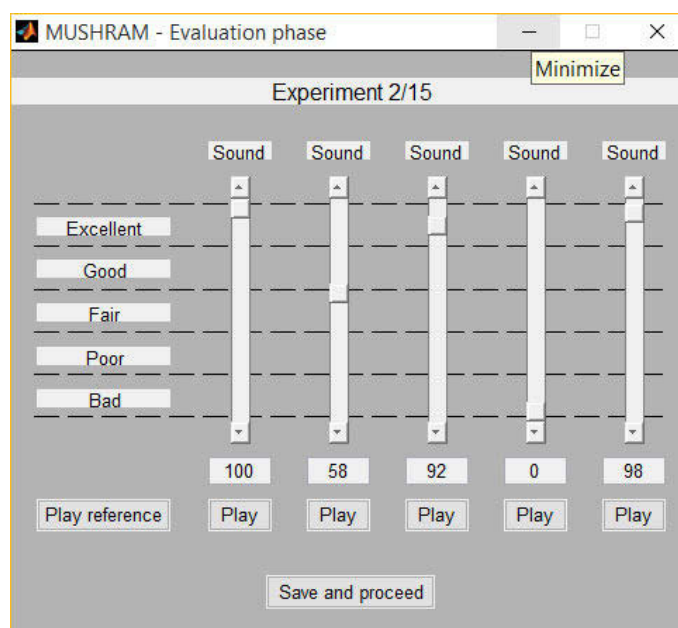 MUSHRAM - Evaluation phase
Minimize
Experiment 2/15
Sound Sound Sound Sound Sound
Excellent
Good
Fair
Poor
Bad
100 58 92 0 98
Play reference Play Play Play Play Play
Save and proceed